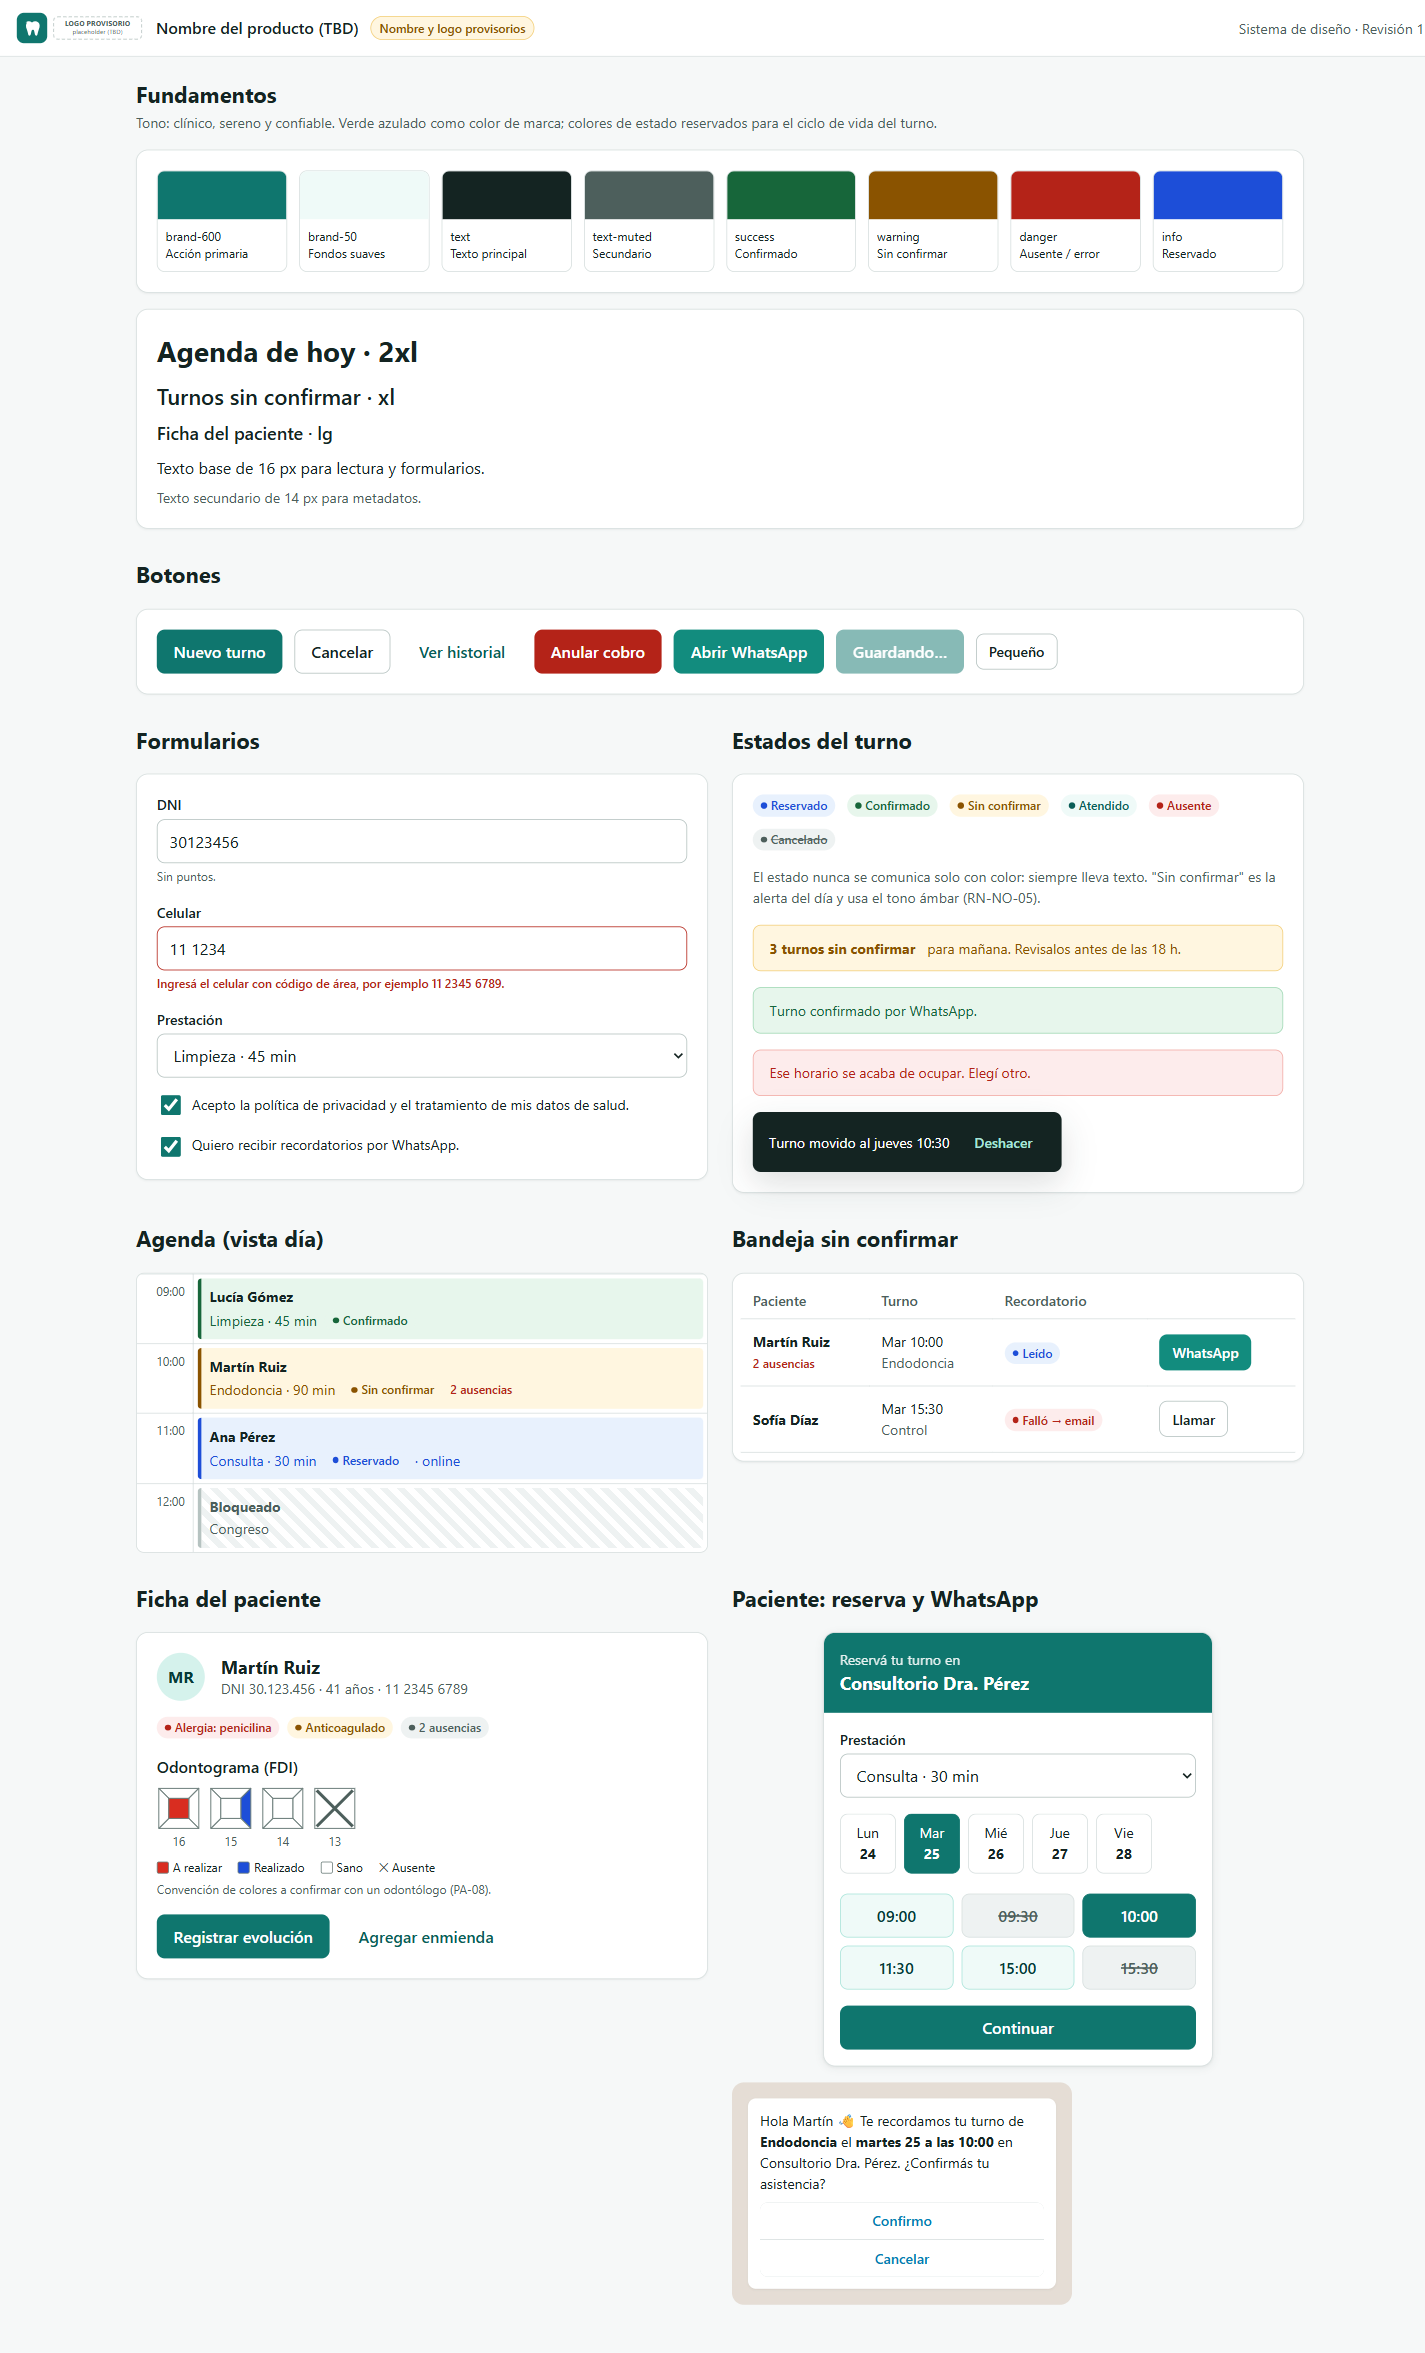 LOGO PROVISORIO
placeholder (TBD)
Nombre del producto (TBD)
Nombre y logo provisorios
Sistema de diseño · Revisión 1
Fundamentos
Tono: clínico, sereno y confiable. Verde azulado como color de marca; colores de estado reservados para el ciclo de vida del turno.
brand-600
Acción primaria
brand-50
Fondos suaves
text
Texto principal
text-muted
Secundario
success
Confirmado
warning
Sin confirmar
danger
Ausente / error
info
Reservado
Agenda de hoy · 2xl
Turnos sin confirmar · xl
Ficha del paciente · lg
Texto base de 16 px para lectura y formularios.
Texto secundario de 14 px para metadatos.
Botones
Nuevo turno
Cancelar
Ver historial
Anular cobro
Abrir WhatsApp
Guardando...
Pequeño
Formularios
DNI
30123456
Sin puntos.
Celular
11 1234
Ingresá el celular con código de área, por ejemplo 11 2345 6789.
Prestación
Limpieza · 45 min
Acepto la política de privacidad y el tratamiento de mis datos de salud.
Quiero recibir recordatorios por WhatsApp.
Estados del turno
Reservado
Confirmado
Sin confirmar
Atendido
Ausente
Cancelado
El estado nunca se comunica solo con color: siempre lleva texto. "Sin confirmar" es la
alerta del día y usa el tono ámbar (RN-NO-05).
3 turnos sin confirmar para mañana. Revisalos antes de las 18 h.
Turno confirmado por WhatsApp.
Ese horario se acaba de ocupar. Elegí otro.
Turno movido al jueves 10:30 Deshacer
Agenda (vista día)
09:00
Lucía Gómez
Limpieza · 45 min Confirmado
10:00
Martín Ruiz
Endodoncia · 90 min Sin confirmar 2 ausencias
11:00
Ana Pérez
Consulta · 30 min Reservado · online
12:00
Bloqueado
Congreso
Bandeja sin confirmar
Paciente Turno Recordatorio
Martín Ruiz
2 ausencias
Mar 10:00
Endodoncia
Leído
WhatsApp
Sofía Díaz
Mar 15:30
Control
Falló → email
Llamar
Ficha del paciente
MR
Martín Ruiz
DNI 30.123.456 · 41 años · 11 2345 6789
Alergia: penicilina
Anticoagulado
2 ausencias
Odontograma (FDI)
16 15 14 13
A realizar Realizado Sano Ausente
Convención de colores a confirmar con un odontólogo (PA-08).
Registrar evolución
Agregar enmienda
Paciente: reserva y WhatsApp
Reservá tu turno en
Consultorio Dra. Pérez
Prestación
Consulta · 30 min
Lun
24
Mar
25
Mié
26
Jue
27
Vie
28
09:00 09:30 10:00
11:30 15:00 15:30
Continuar
Hola Martín 👋 Te recordamos tu turno de
Endodoncia el martes 25 a las 10:00 en
Consultorio Dra. Pérez. ¿Confirmás tu
asistencia?
Confirmo
Cancelar